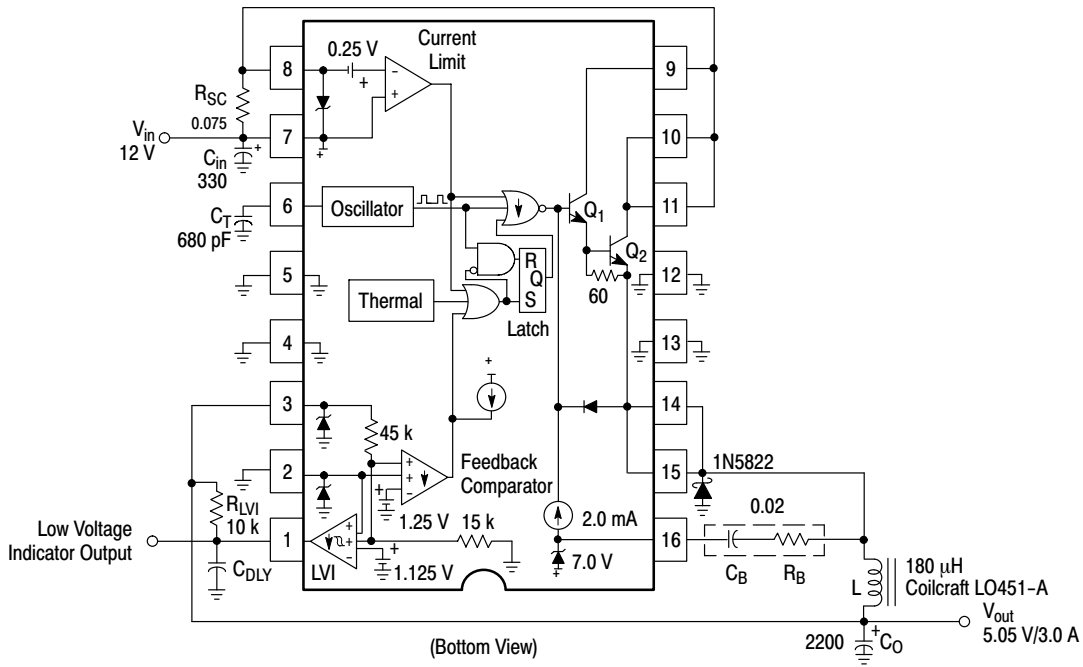 8
0.25 V
+
−
+
Current
Limit
9
R_SC
0.075
V_in
12 V
7
+
C_in
330
+
10
C_T
680 pF
6
Oscillator
Q_1
11
Q_2
5
R
Q
S
60
12
Thermal
Latch
4
13
+
3
14
45 k
1N5822
2
+
+
−
+
Feedback
Comparator
15
R_LVI
10 k
1.25 V
15 k
2.0 mA
0.02
Low Voltage
Indicator Output
1
+
+
−
+
16
C_DLY
LVI
1.125 V
7.0 V
+
C_B
R_B
L
180 μH
Coilcraft LO451−A
V_out
5.05 V/3.0 A
(Bottom View)
2200
+
C_O